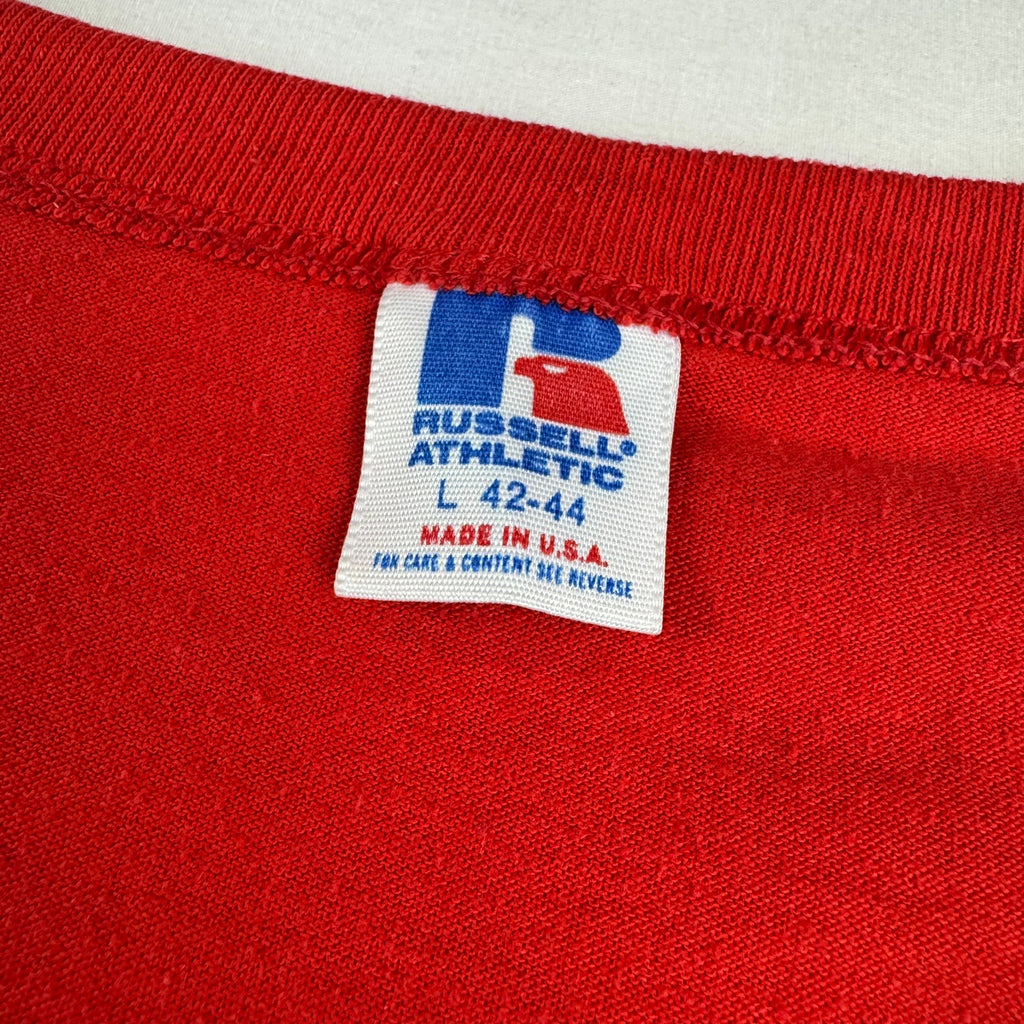 R
RUSSELL®
ATHLETIC
L 42-44
MADE IN U.S.A.
FOR CARE & CONTENT SEE REVERSE